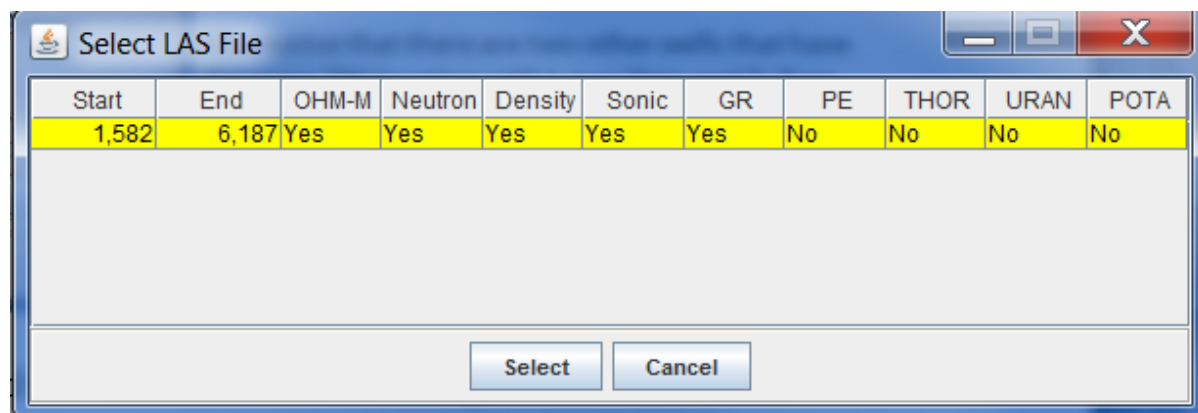 Select LAS File
Start End OHM-M Neutron Density Sonic GR PE THOR URAN POTA
1,582 6,187 Yes Yes Yes Yes Yes No No No No
Select Cancel